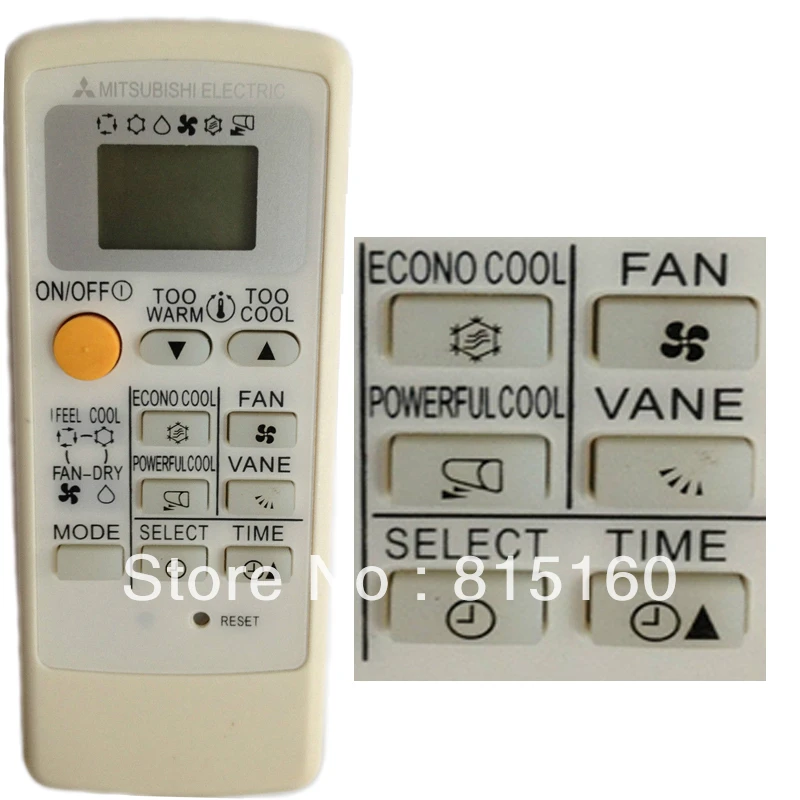 MITSUBISHI ELECTRIC
ON/OFF
TOO WARM
TOO COOL
ECONO COOL
FAN
I FEEL COOL
POWERFUL COOL
VANE
FAN-DRY
MODE
SELECT
TIME
RESET
ECONO COOL
FAN
POWERFUL COOL
VANE
SELECT
TIME
Store No : 815160